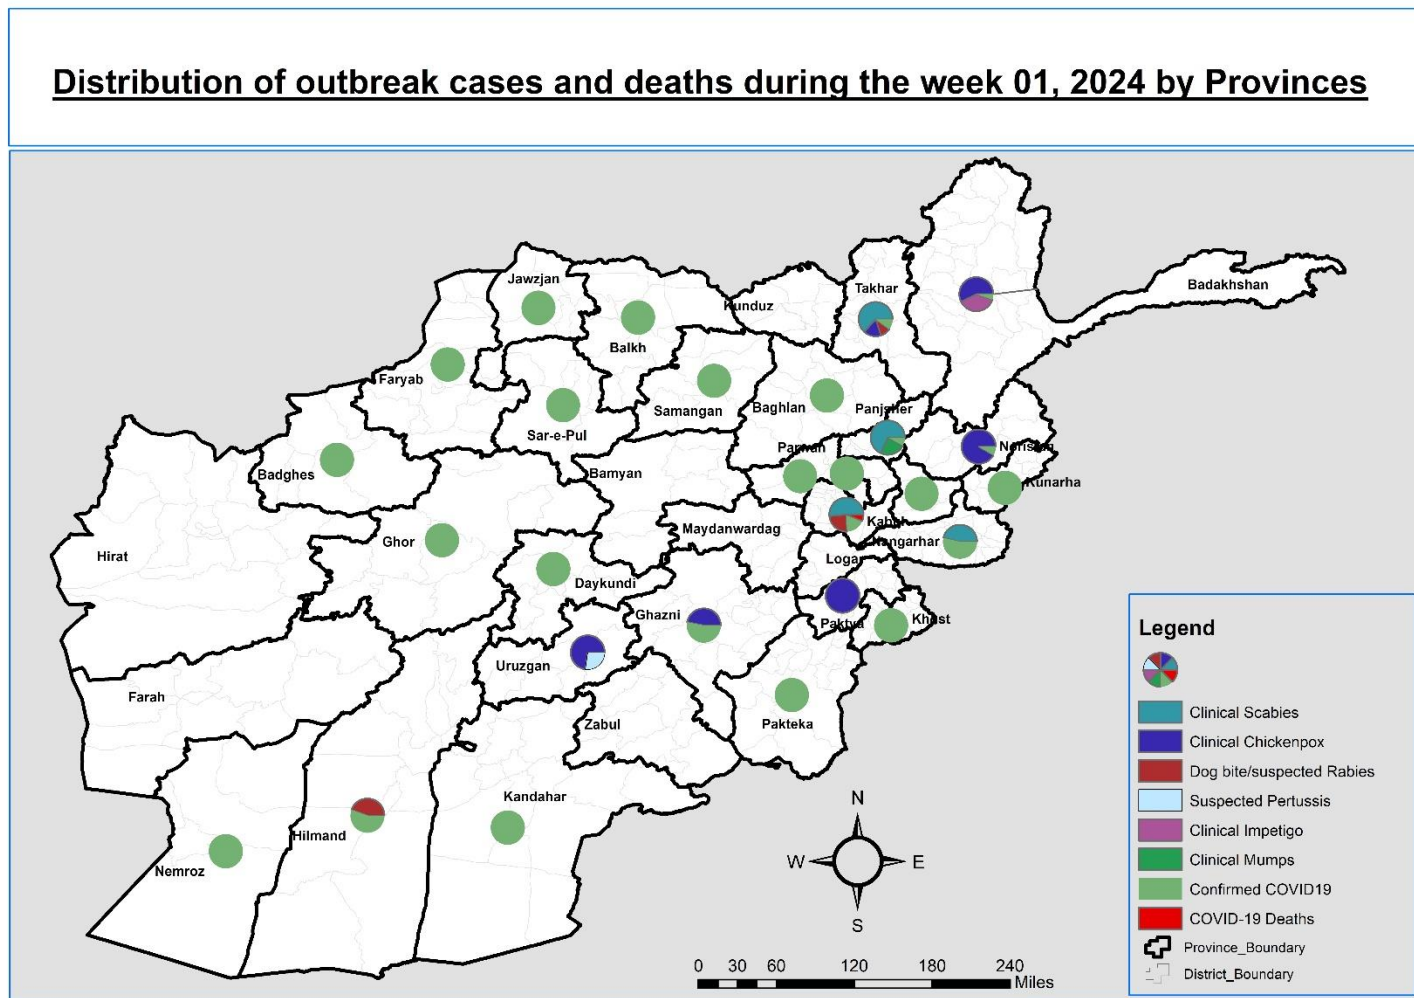 Distribution of outbreak cases and deaths during the week 01, 2024 by Provinces
Jawzjan
Takhar
Badakhshan
Kunduz
Balkh
Faryab
Samangan
Baghlan
Panjsher
Sar-e-Pul
Parwan
Noristan
Badghes
Bamyan
Kunarha
Maydanwardag
Kabul
Nangarhar
Ghor
Hirat
Logar
Daykundi
Ghazni
Paktya
Khost
Uruzgan
Farah
Zabul
Pakteka
Kandahar
Hilmand
Nemroz
N
W
E
S
0 30 60 120 180 240
Miles
Legend
Clinical Scabies
Clinical Chickenpox
Dog bite/suspected Rabies
Suspected Pertussis
Clinical Impetigo
Clinical Mumps
Confirmed COVID19
COVID-19 Deaths
Province_Boundary
District_Boundary